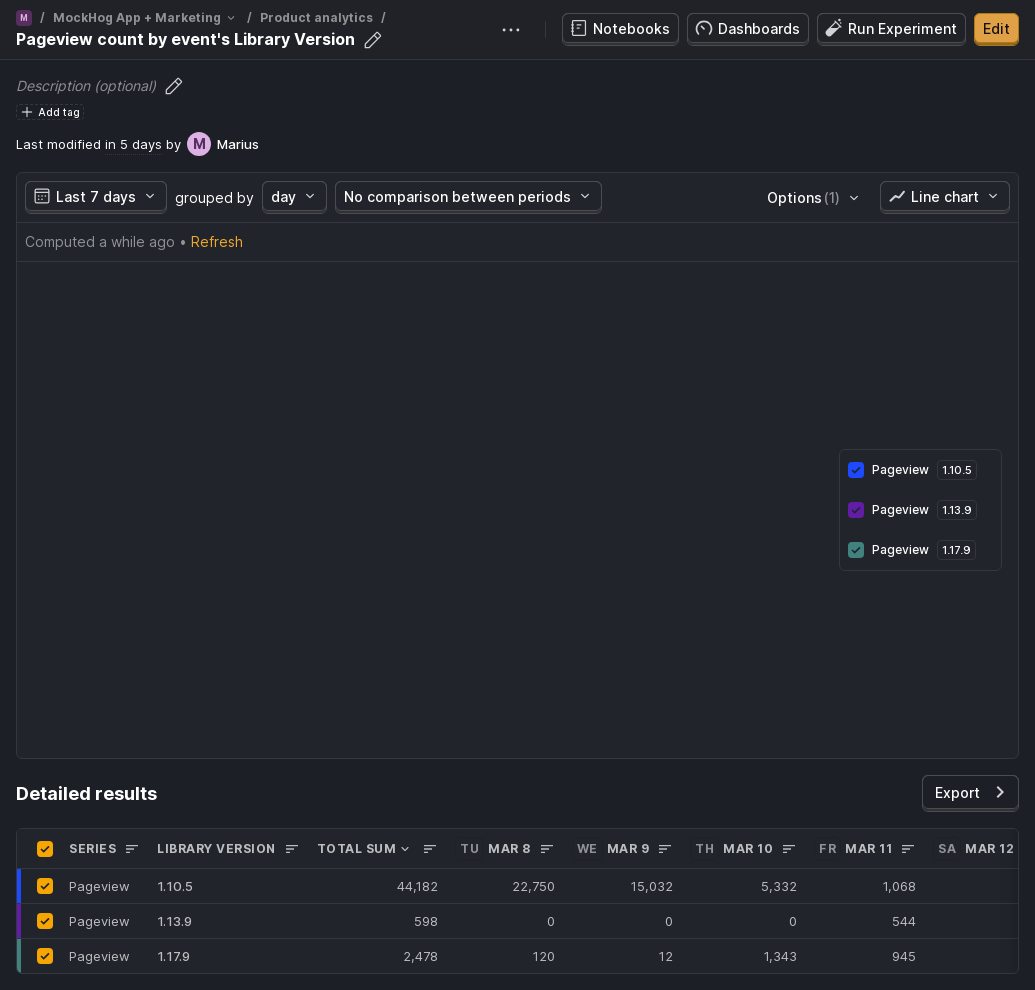 M / MockHog App + Marketing / Product analytics /
Pageview count by event's Library Version
Notebooks Dashboards Run Experiment Edit
Description (optional)
Add tag
Last modified in 5 days by M Marius
Last 7 days grouped by day No comparison between periods Options (1) Line chart
Computed a while ago • Refresh
Pageview 1.10.5
Pageview 1.13.9
Pageview 1.17.9
Detailed results Export
SERIES LIBRARY VERSION TOTAL SUM TU MAR 8 WE MAR 9 TH MAR 10 FR MAR 11 SA MAR 12
Pageview 1.10.5 44,182 22,750 15,032 5,332 1,068
Pageview 1.13.9 598 0 0 0 544
Pageview 1.17.9 2,478 120 12 1,343 945